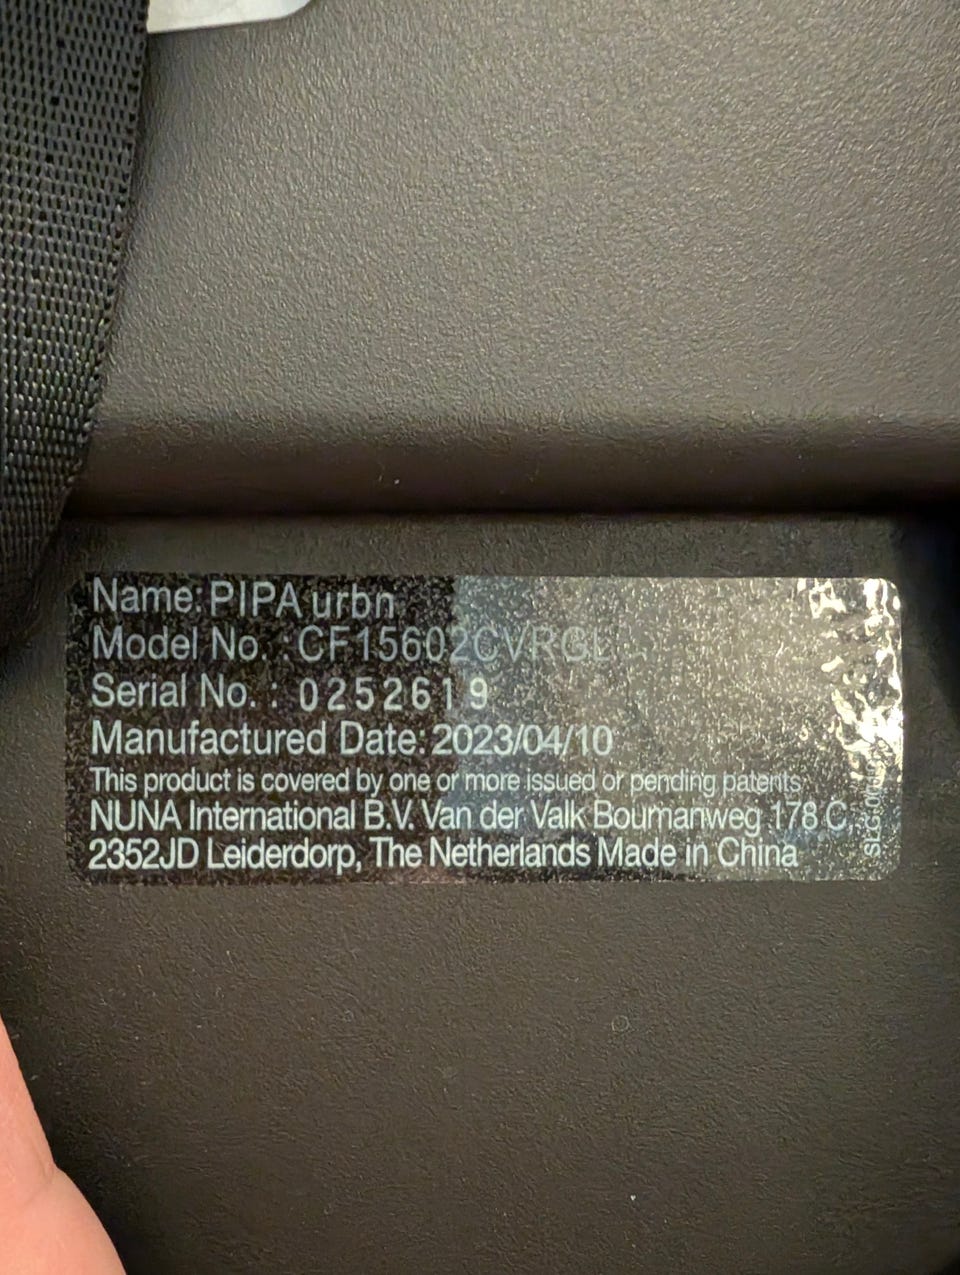 Name: PIPA urbn
Model No. : CF15602CVRGL
Serial No. : 0252619
Manufactured Date: 2023/04/10
This product is covered by one or more issued or pending patents
NUNA International B.V. Van der Valk Boumanweg 178 C,
2352JD Leiderdorp, The Netherlands Made in China